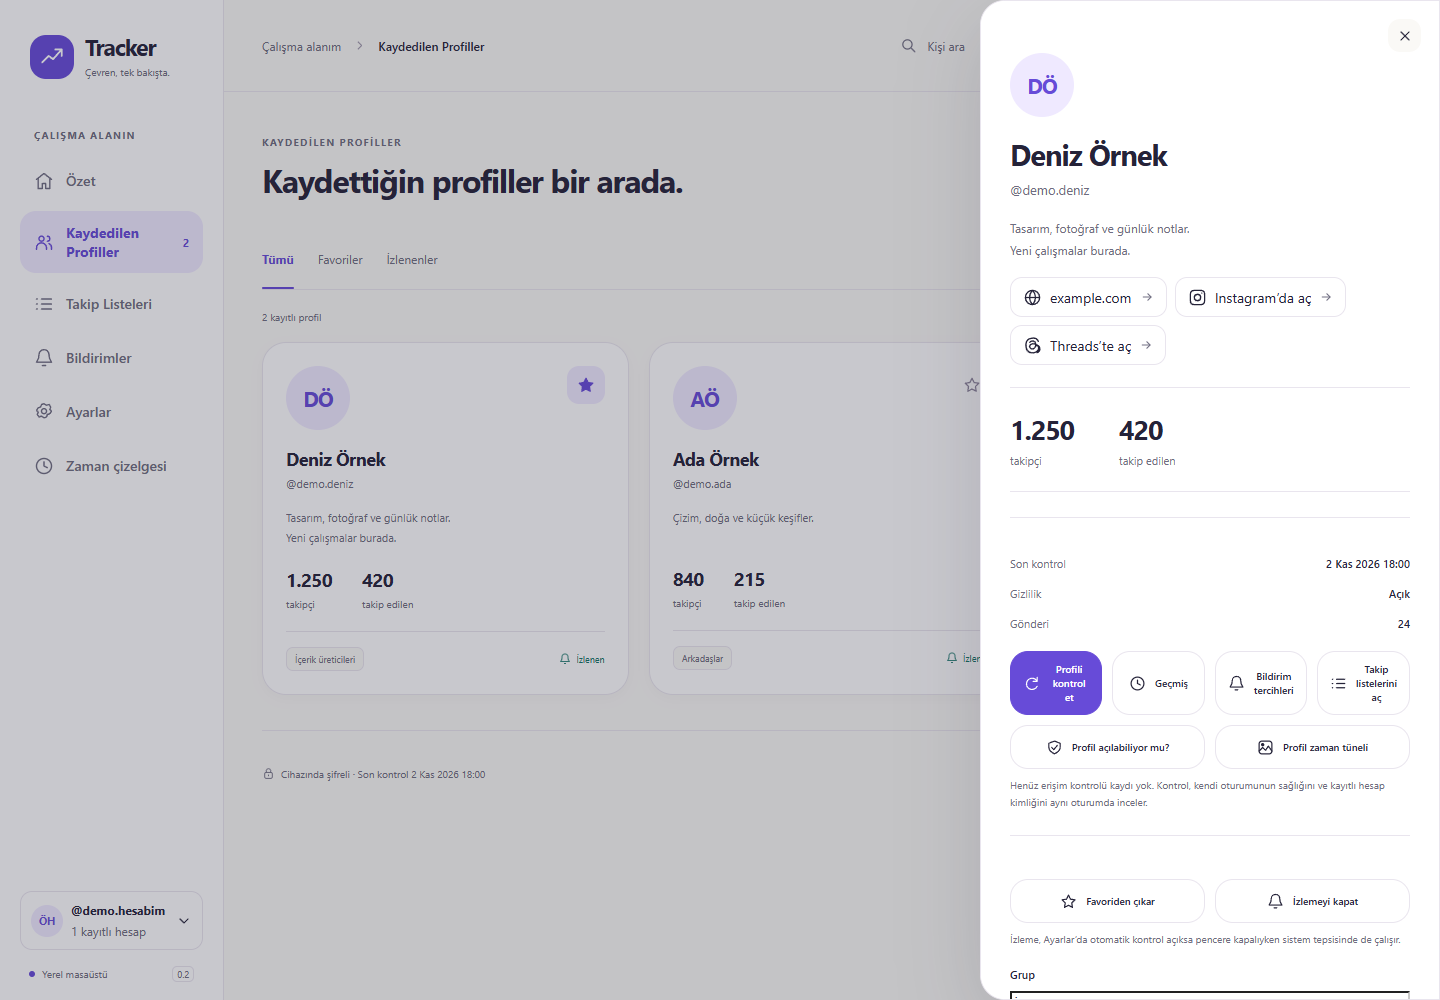 Tracker
Çevren, tek bakışta.
ÇALIŞMA ALANIN
Özet
Kaydedilen
Profiller
2
Takip Listeleri
Bildirimler
Ayarlar
Zaman çizelgesi
ÖH
@demo.hesabim
1 kayıtlı hesap
Yerel masaüstü
0.2
Çalışma alanım
Kaydedilen Profiller
Kişi ara
KAYDEDİLEN PROFİLLER
Kaydettiğin profiller bir arada.
Tümü
Favoriler
İzlenenler
2 kayıtlı profil
DÖ
Deniz Örnek
@demo.deniz
Tasarım, fotoğraf ve günlük notlar.
Yeni çalışmalar burada.
1.250
420
takipçi
takip edilen
İçerik üreticileri
İzlenen
AÖ
Ada Örnek
@demo.ada
Çizim, doğa ve küçük keşifler.
840
215
takipçi
takip edilen
Arkadaşlar
İzler
Cihazında şifreli · Son kontrol 2 Kas 2026 18:00
DÖ
Deniz Örnek
@demo.deniz
Tasarım, fotoğraf ve günlük notlar.
Yeni çalışmalar burada.
example.com
Instagram'da aç
Threads'te aç
1.250
420
takipçi
takip edilen
Son kontrol
2 Kas 2026 18:00
Gizlilik
Açık
Gönderi
24
Profili
kontrol
et
Geçmiş
Bildirim
tercihleri
Takip
listelerini
aç
Profil açılabiliyor mu?
Profil zaman tüneli
Henüz erişim kontrolü kaydı yok. Kontrol, kendi oturumunun sağlığını ve kayıtlı hesap
kimliğini aynı oturumda inceler.
Favoriden çıkar
İzlemeyi kapat
İzleme, Ayarlar'da otomatik kontrol açıksa pencere kapalıyken sistem tepsisinde de çalışır.
Grup